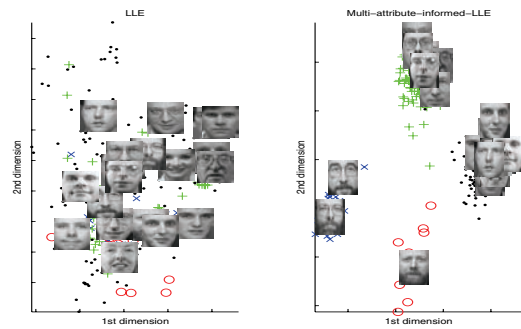 LLE
2nd dimension
1st dimension
Multi-attribute-informed-LLE
2nd dimension
1st dimension